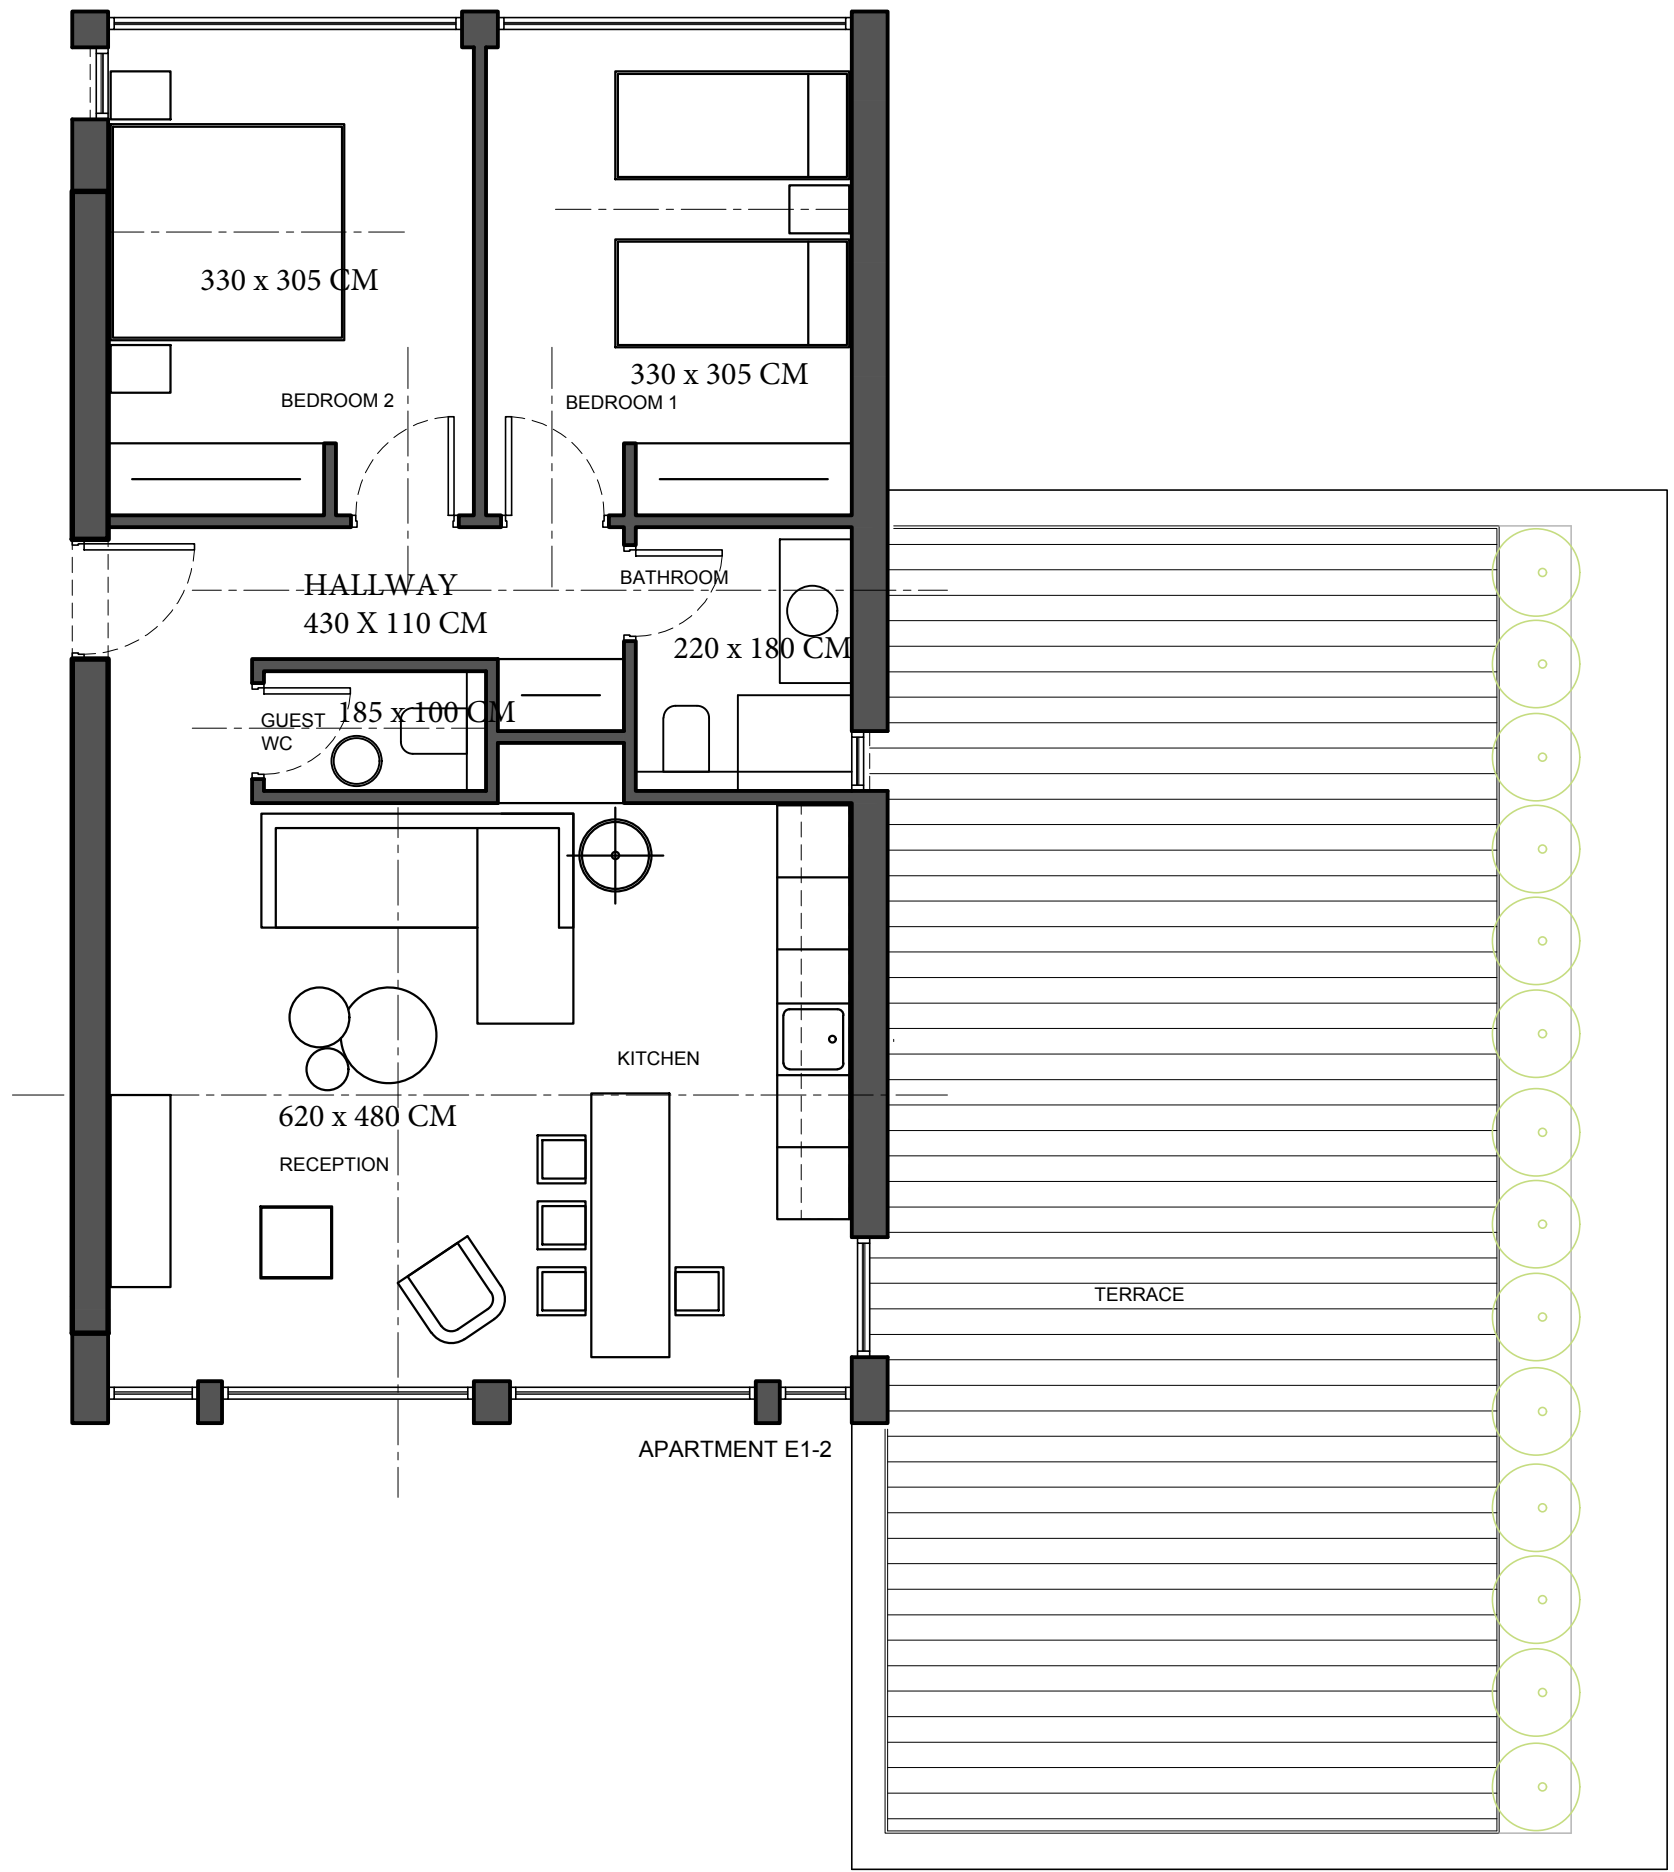 330 x 305 CM
330 x 305 CM
BEDROOM 2
BEDROOM 1
HALLWAY
430 X 110 CM
BATHROOM
220 x 180 CM
185 x 100 CM
GUEST
WC
KITCHEN
620 x 480 CM
RECEPTION
TERRACE
APARTMENT E1-2